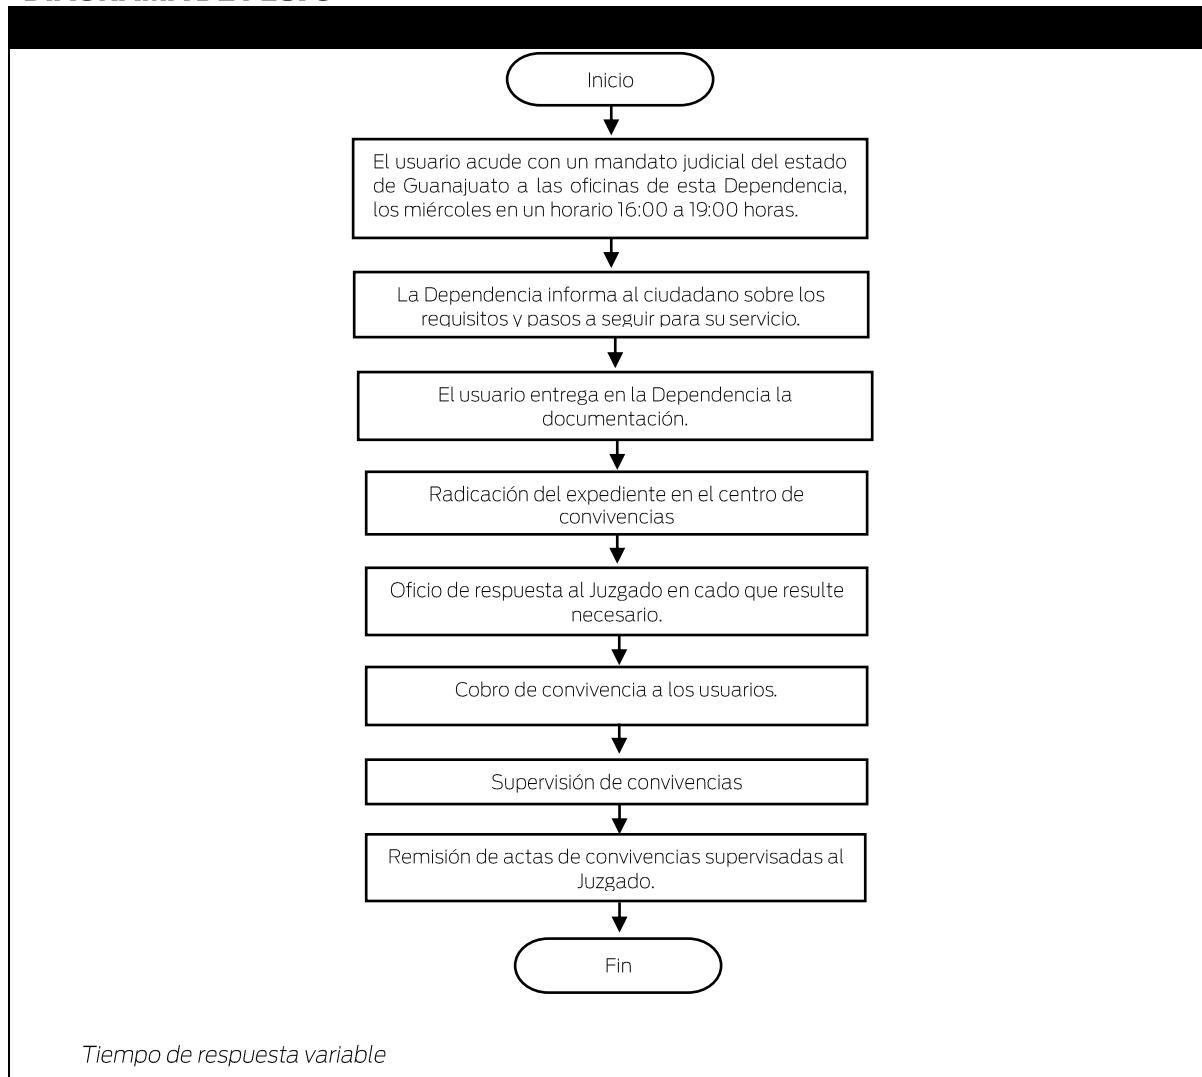 Inicio
El usuario acude con un mandato judicial del estado
de Guanajuato a las oficinas de esta Dependencia,
los miércoles en un horario 16:00 a 19:00 horas.
La Dependencia informa al ciudadano sobre los
requisitos y pasos a seguir para su servicio.
El usuario entrega en la Dependencia la
documentación.
Radicación del expediente en el centro de
convivencias
Oficio de respuesta al Juzgado en cado que resulte
necesario.
Cobro de convivencia a los usuarios.
Supervisión de convivencias
Remisión de actas de convivencias supervisadas al
Juzgado.
Fin
Tiempo de respuesta variable